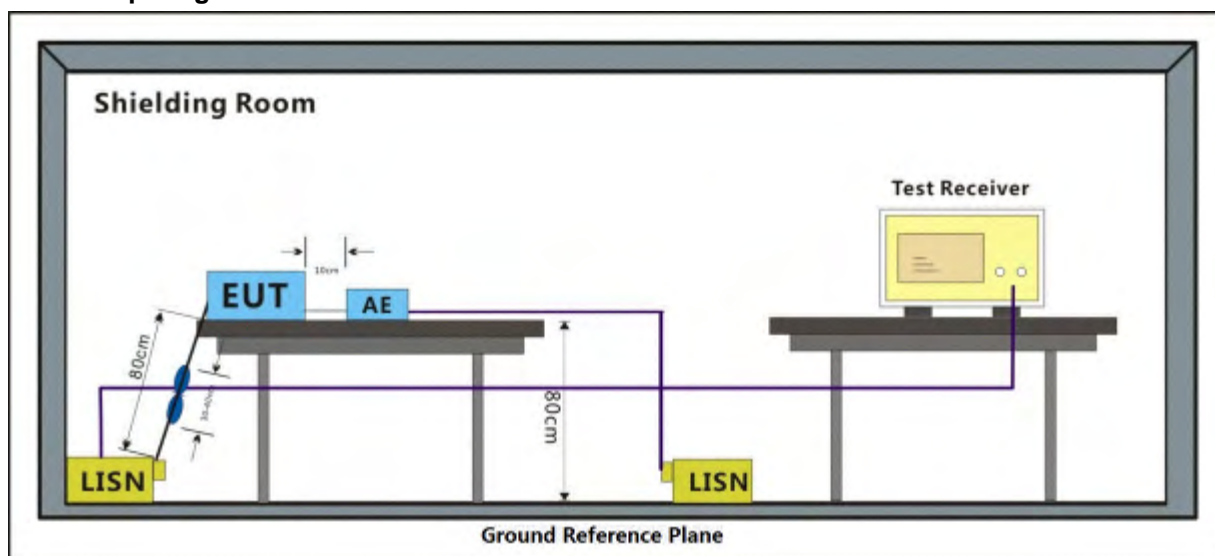 Shielding Room
Test Receiver
10cm
EUT
AE
80cm
80cm
LISN
LISN
Ground Reference Plane